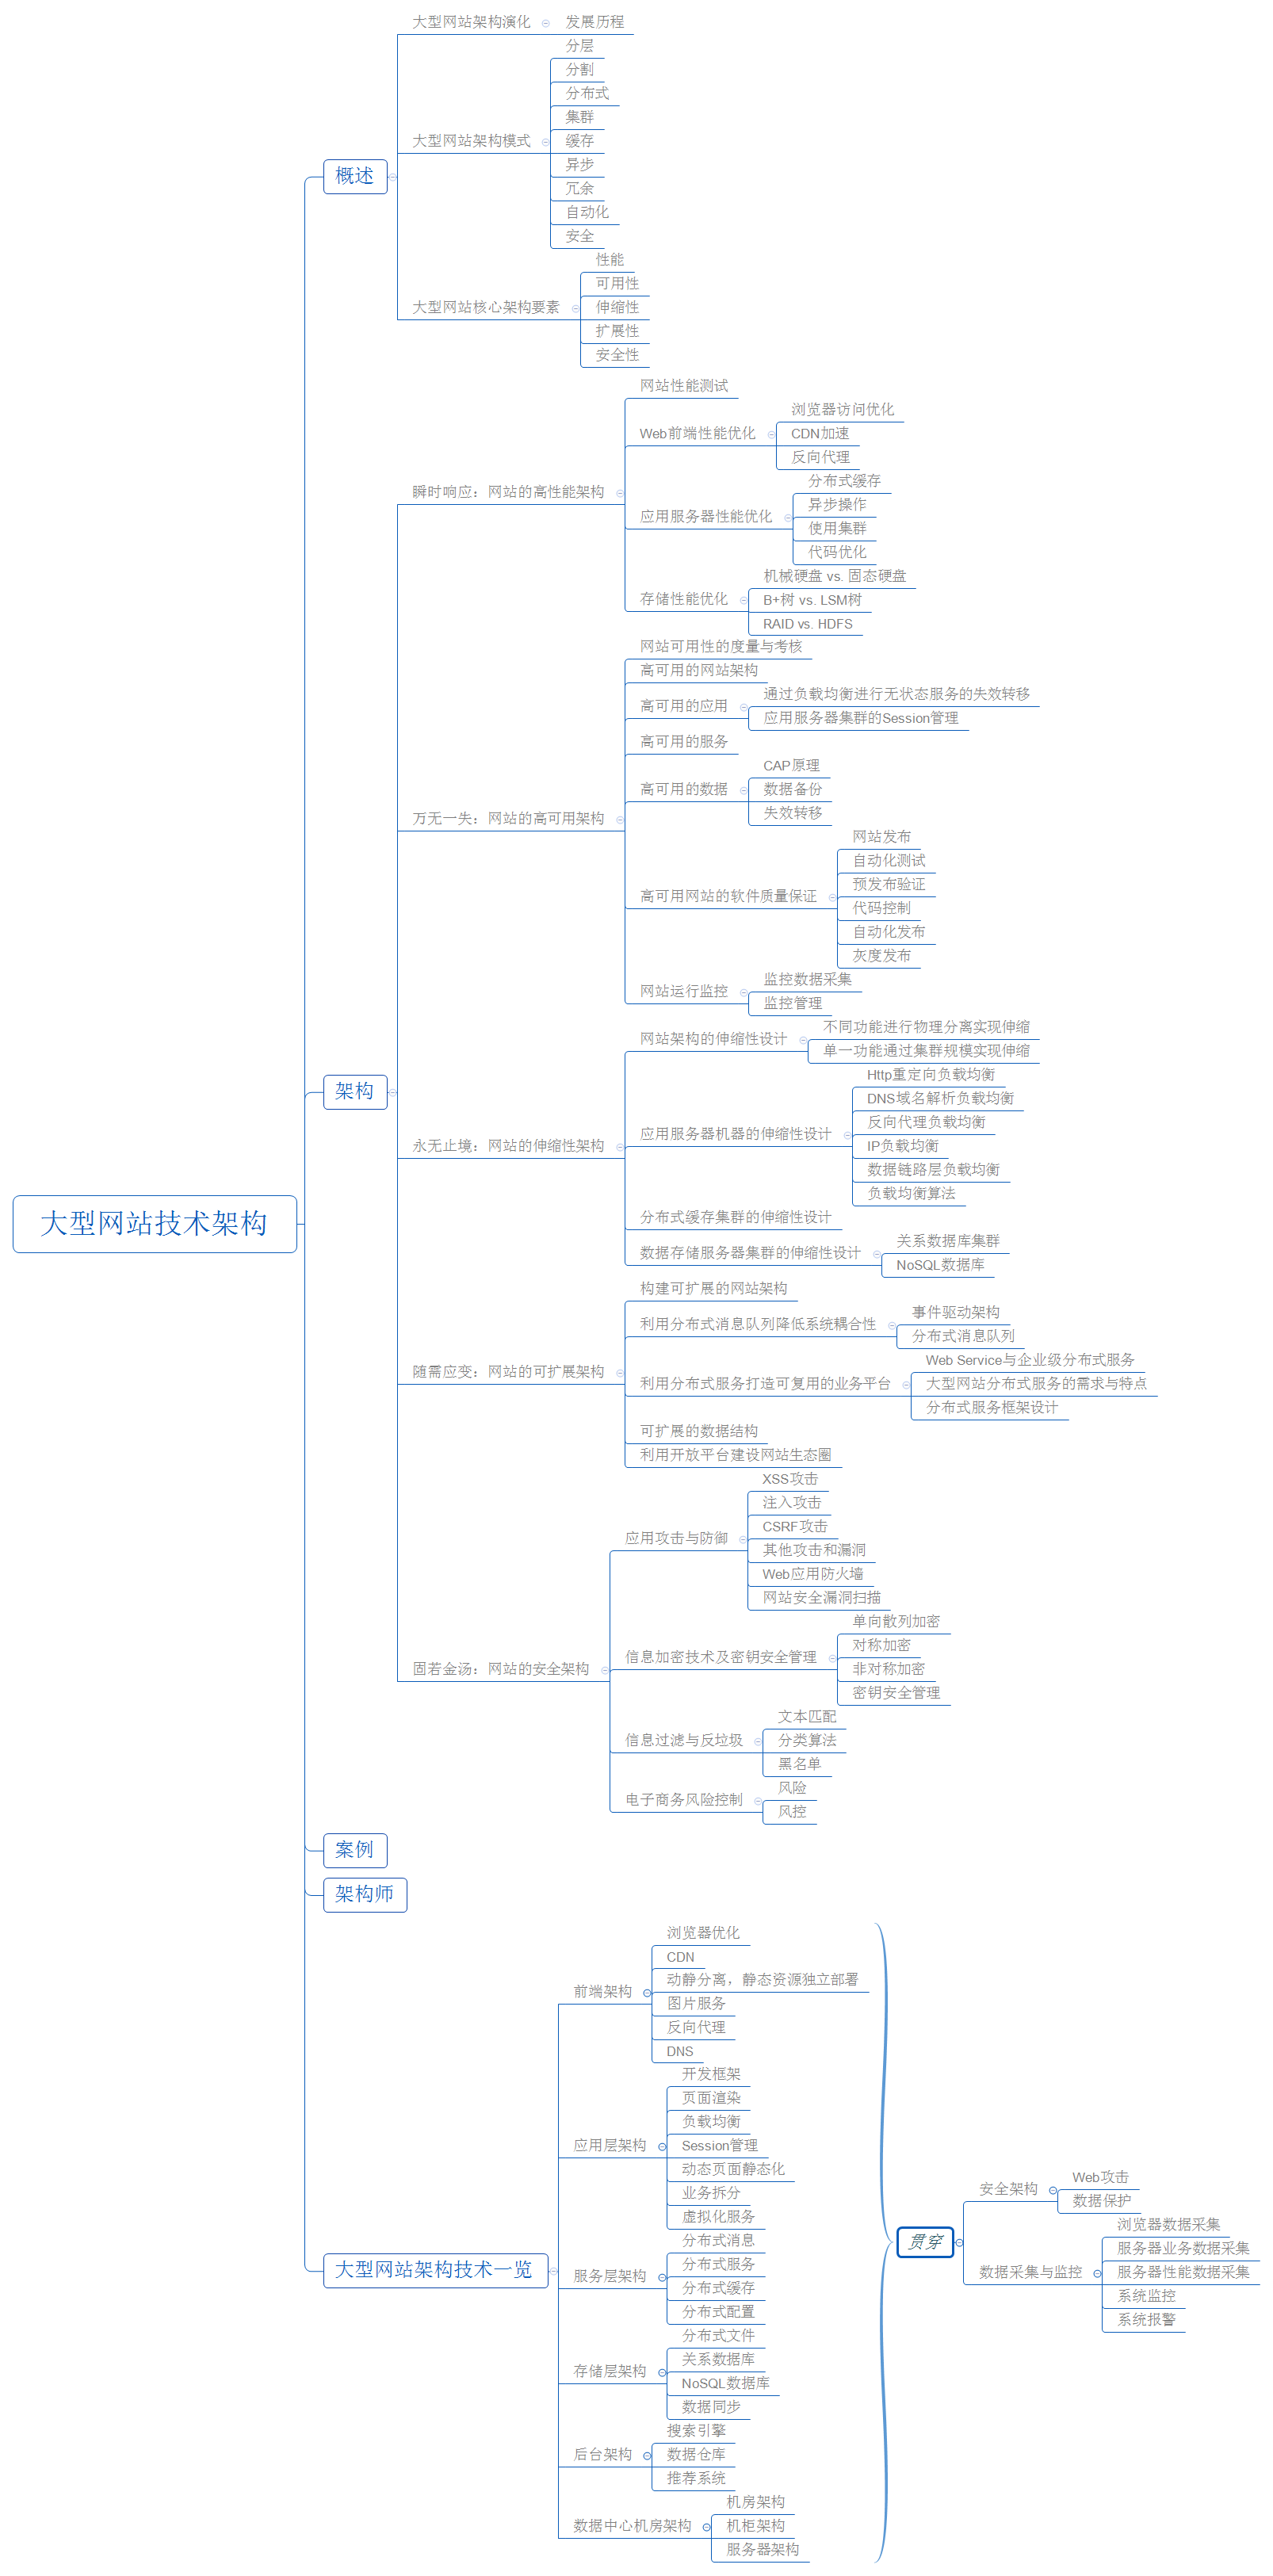 大型网站技术架构
概述
大型网站架构演化
发展历程
大型网站架构模式
分层
分割
分布式
集群
缓存
异步
冗余
自动化
安全
大型网站核心架构要素
性能
可用性
伸缩性
扩展性
安全性
架构
瞬时响应：网站的高性能架构
网站性能测试
Web前端性能优化
浏览器访问优化
CDN加速
反向代理
应用服务器性能优化
分布式缓存
异步操作
使用集群
代码优化
存储性能优化
机械硬盘 vs. 固态硬盘
B+树 vs. LSM树
RAID vs. HDFS
万无一失：网站的高可用架构
网站可用性的度量与考核
高可用的网站架构
高可用的应用
通过负载均衡进行无状态服务的失效转移
应用服务器集群的Session管理
高可用的服务
高可用的数据
CAP原理
数据备份
失效转移
高可用网站的软件质量保证
网站发布
自动化测试
预发布验证
代码控制
自动化发布
灰度发布
网站运行监控
监控数据采集
监控管理
永无止境：网站的伸缩性架构
网站架构的伸缩性设计
不同功能进行物理分离实现伸缩
单一功能通过集群规模实现伸缩
应用服务器机器的伸缩性设计
Http重定向负载均衡
DNS域名解析负载均衡
反向代理负载均衡
IP负载均衡
数据链路层负载均衡
负载均衡算法
分布式缓存集群的伸缩性设计
数据存储服务器集群的伸缩性设计
关系数据库集群
NoSQL数据库
随需应变：网站的可扩展架构
构建可扩展的网站架构
利用分布式消息队列降低系统耦合性
事件驱动架构
分布式消息队列
利用分布式服务打造可复用的业务平台
Web Service与企业级分布式服务
大型网站分布式服务的需求与特点
分布式服务框架设计
可扩展的数据结构
利用开放平台建设网站生态圈
固若金汤：网站的安全架构
应用攻击与防御
XSS攻击
注入攻击
CSRF攻击
其他攻击和漏洞
Web应用防火墙
网站安全漏洞扫描
信息加密技术及密钥安全管理
单向散列加密
对称加密
非对称加密
密钥安全管理
信息过滤与反垃圾
文本匹配
分类算法
黑名单
电子商务风险控制
风险
风控
案例
架构师
大型网站架构技术一览
前端架构
浏览器优化
CDN
动静分离，静态资源独立部署
图片服务
反向代理
DNS
应用层架构
开发框架
页面渲染
负载均衡
Session管理
动态页面静态化
业务拆分
虚拟化服务
服务层架构
分布式消息
分布式服务
分布式缓存
分布式配置
存储层架构
分布式文件
关系数据库
NoSQL数据库
数据同步
后台架构
搜索引擎
数据仓库
推荐系统
数据中心机房架构
机房架构
机柜架构
服务器架构
贯穿
安全架构
Web攻击
数据保护
数据采集与监控
浏览器数据采集
服务器业务数据采集
服务器性能数据采集
系统监控
系统报警